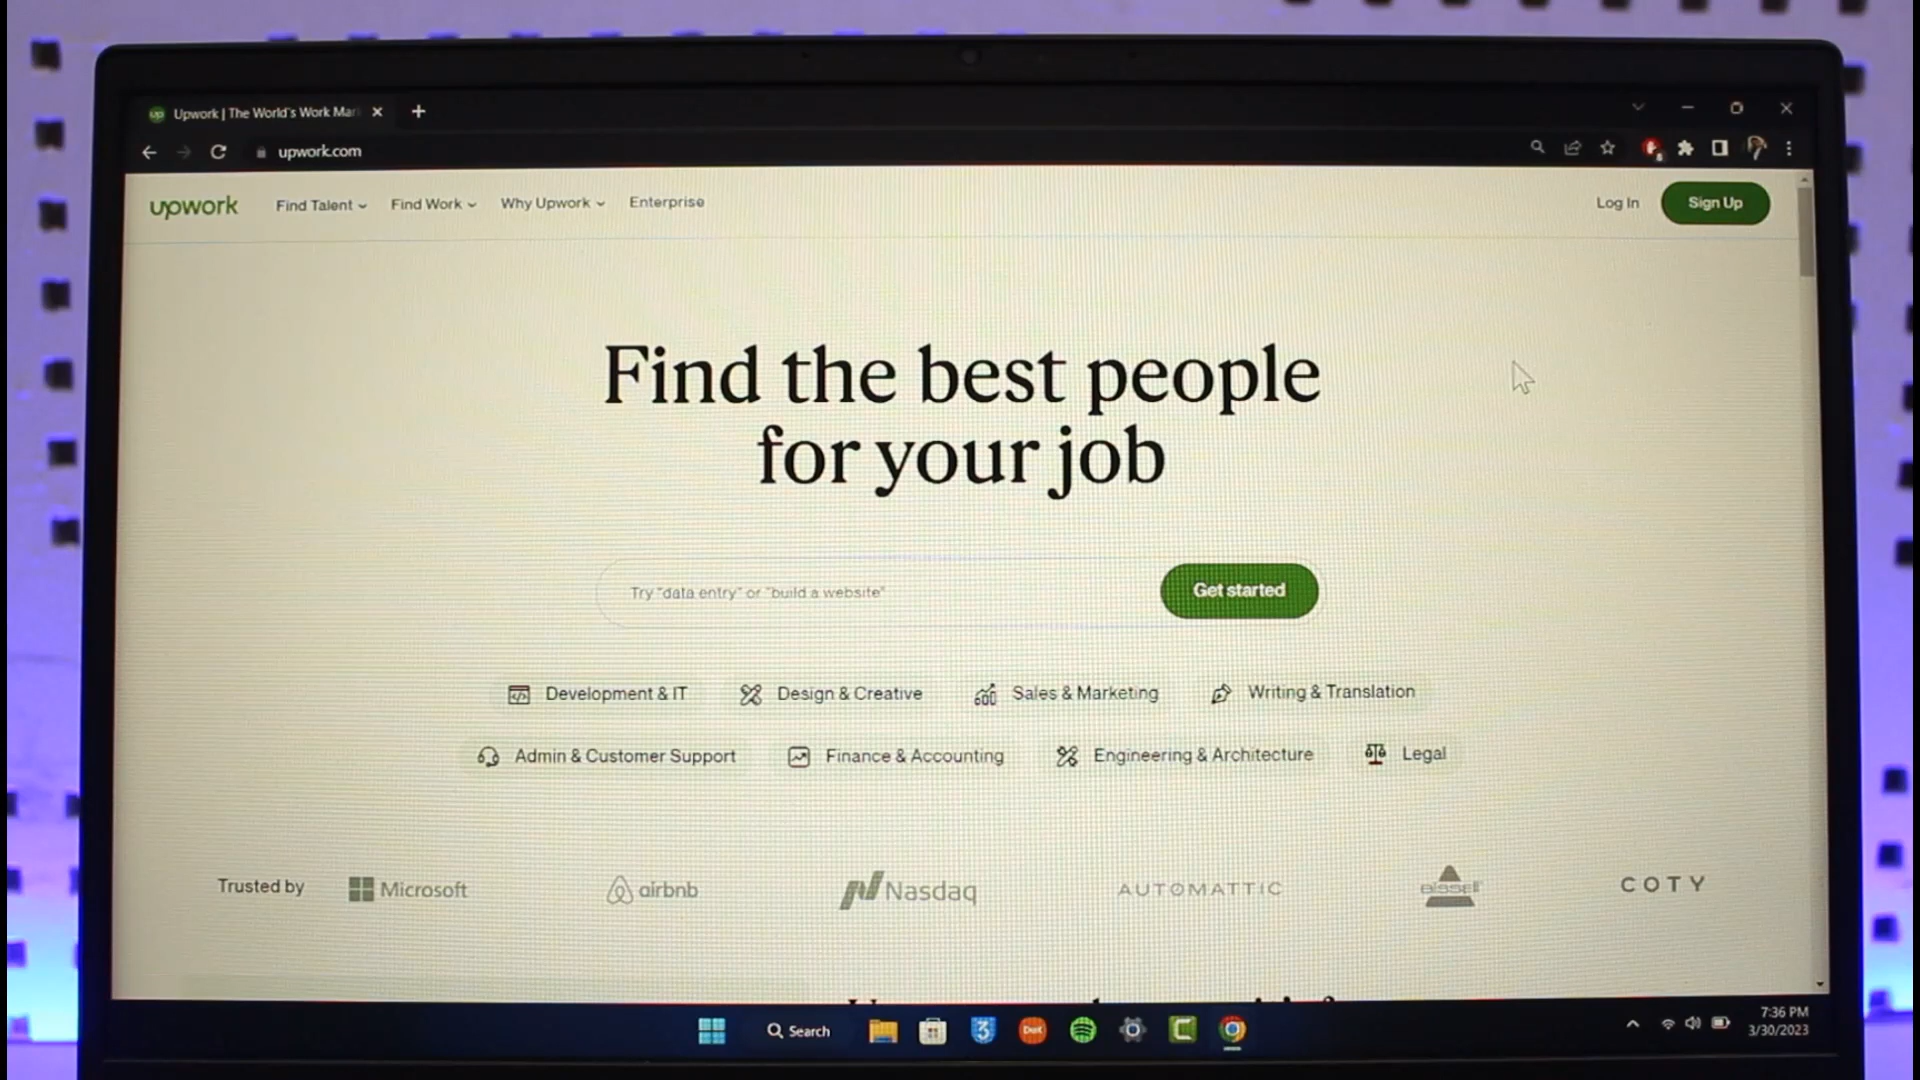 Upwork | The World's Work Mar
upwork.com
upwork
Find Talent
Find Work
Why Upwork
Enterprise
Log In
Sign Up
Find the best people
for your job
Try "data entry" or "build a website"
Get started
Development & IT
Design & Creative
Sales & Marketing
Writing & Translation
Admin & Customer Support
Finance & Accounting
Engineering & Architecture
Legal
Trusted by
Microsoft
airbnb
Nasdaq
AUTOMATTIC
BISSELL
COTY
Search
7:36 PM
3/30/2023